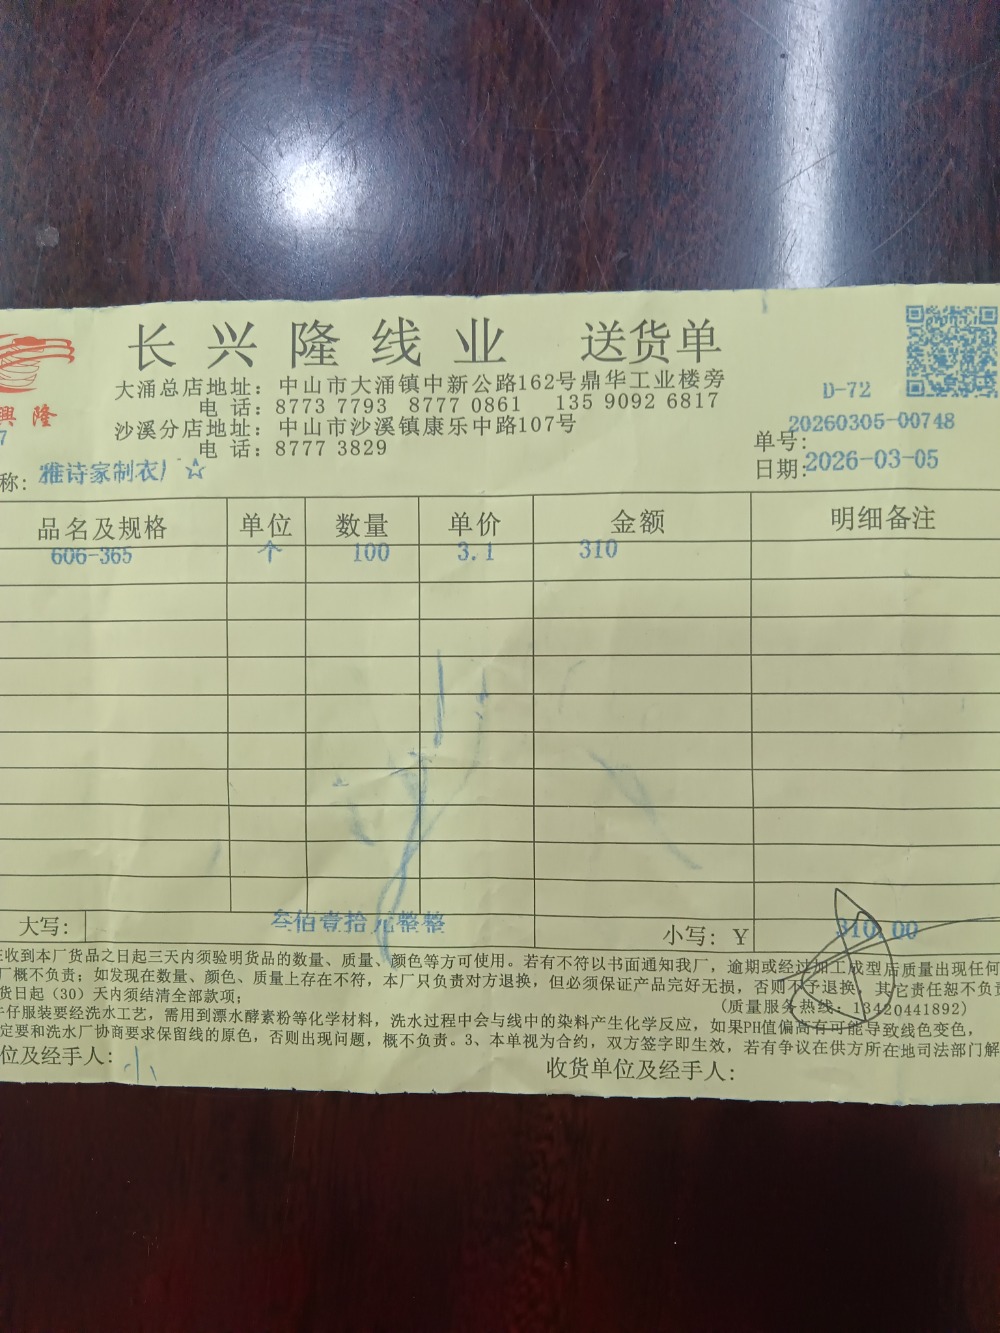 长兴隆线业 送货单
大涌总店地址：中山市大涌镇中新公路162号鼎华工业楼旁
电 话：8773 7793 8777 0861 135 9092 6817
沙溪分店地址：中山市沙溪镇康乐中路107号
电 话：8777 3829
興隆
7
D-72
单号：20260305-00748
日期：2026-03-05
称：雅诗家制衣厂☆
品名及规格 单位 数量 单价 金额 明细备注
606-365 个 100 3.1 310
大写：叁佰壹拾元整整 小写：￥ 310.00
收到本厂货品之日起三天内须验明货品的数量、质量、颜色等方可使用。若有不符以书面通知我厂，逾期或经过加工成型后质量出现任何
厂概不负责；如发现在数量、颜色、质量上存在不符，本厂只负责对方退换，但必须保证产品完好无损，否则不予退换，其它责任恕不负责
货日起（30）天内须结清全部款项；
（质量服务热线：13420441892）
牛仔服装要经洗水工艺，需用到漂水酵素粉等化学材料，洗水过程中会与线中的染料产生化学反应，如果PH值偏高有可能导致线色变色，
定要和洗水厂协商要求保留线的原色，否则出现问题，概不负责。3、本单视为合约，双方签字即生效，若有争议在供方所在地司法部门解
位及经手人：
收货单位及经手人：